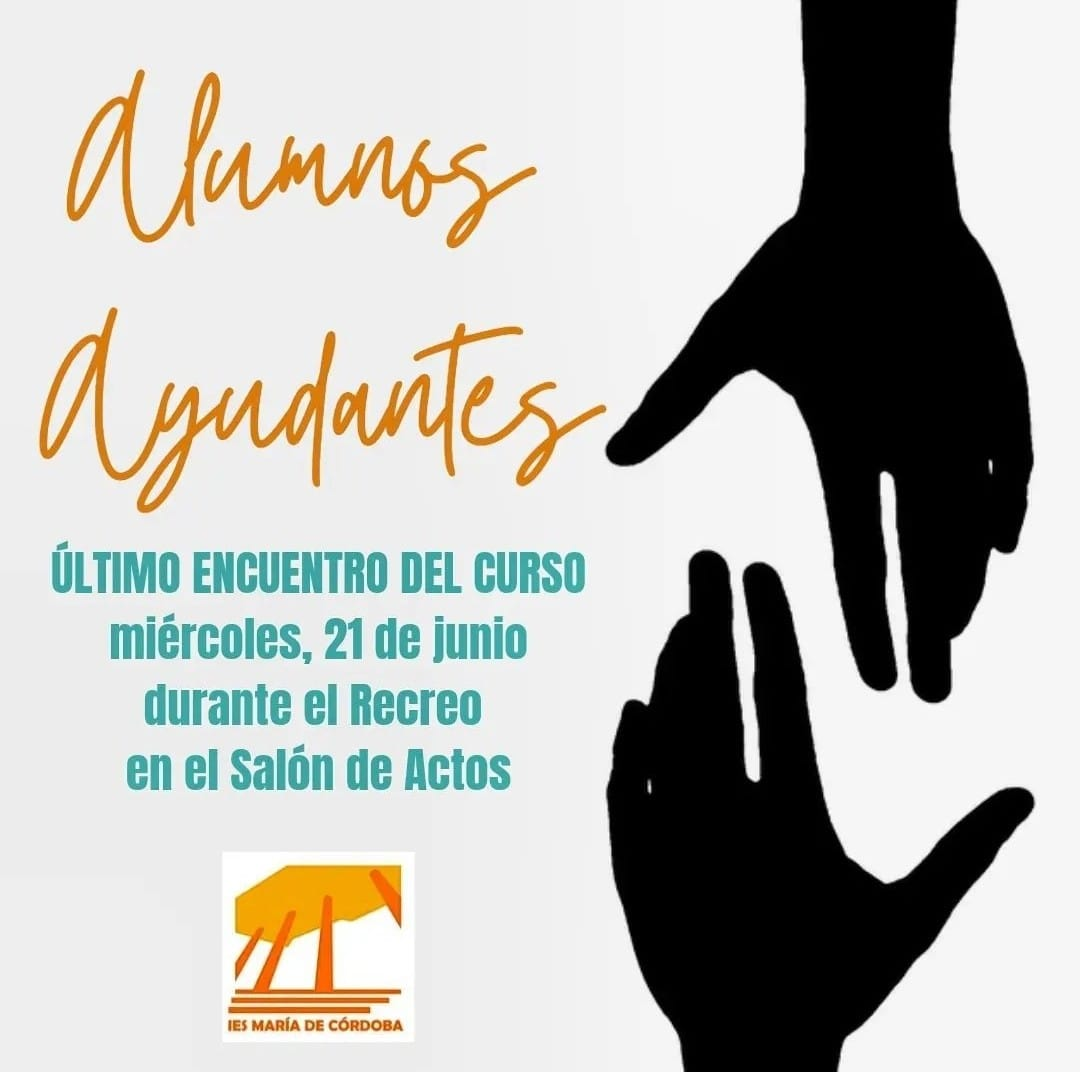 Alumnos
Ayudantes
ÚLTIMO ENCUENTRO DEL CURSO
miércoles, 21 de junio
durante el Recreo
en el Salón de Actos
IES MARÍA DE CÓRDOBA